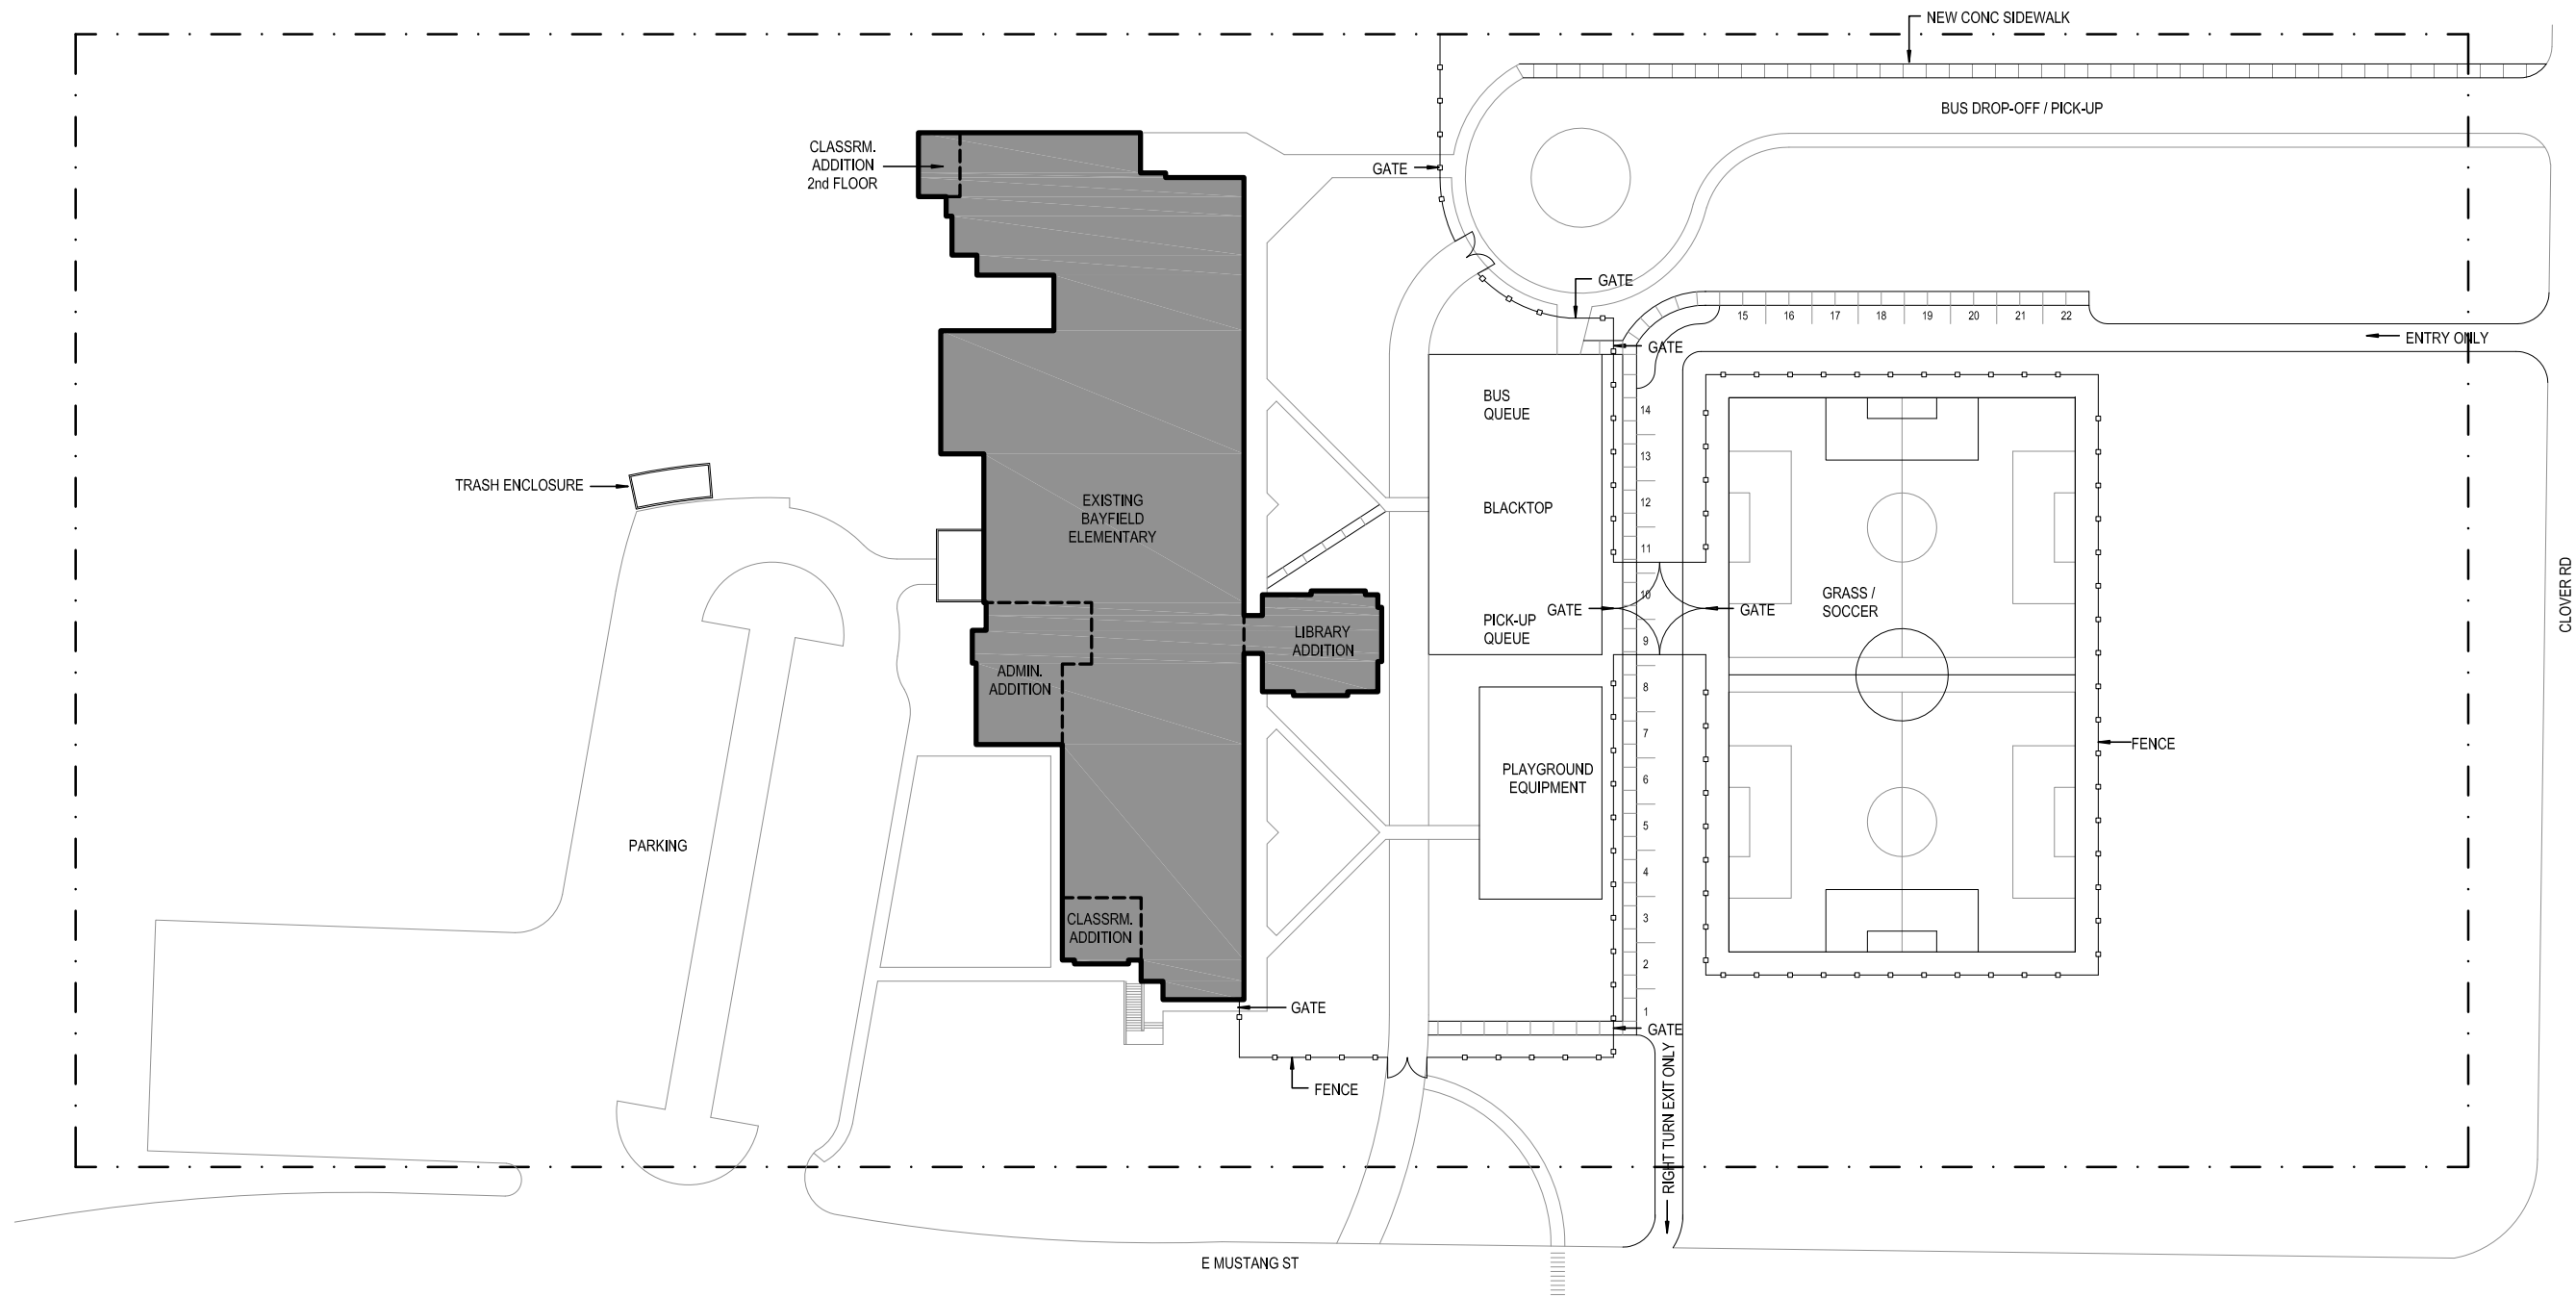 NEW CONC SIDEWALK
BUS DROP-OFF / PICK-UP
CLASSRM.
ADDITION
2nd FLOOR
GATE
GATE
15 16 17 18 19 20 21 22
ENTRY ONLY
GATE
BUS
QUEUE
14
13
TRASH ENCLOSURE
EXISTING
BAYFIELD
ELEMENTARY
BLACKTOP
12
11
10
GRASS /
SOCCER
CLOVER RD
GATE
GATE
PICK-UP
QUEUE
9
LIBRARY
ADDITION
ADMIN.
ADDITION
8
7
FENCE
PLAYGROUND
EQUIPMENT
6
5
PARKING
4
3
CLASSRM.
ADDITION
2
1
GATE
GATE
RIGHT TURN EXIT ONLY
FENCE
E MUSTANG ST